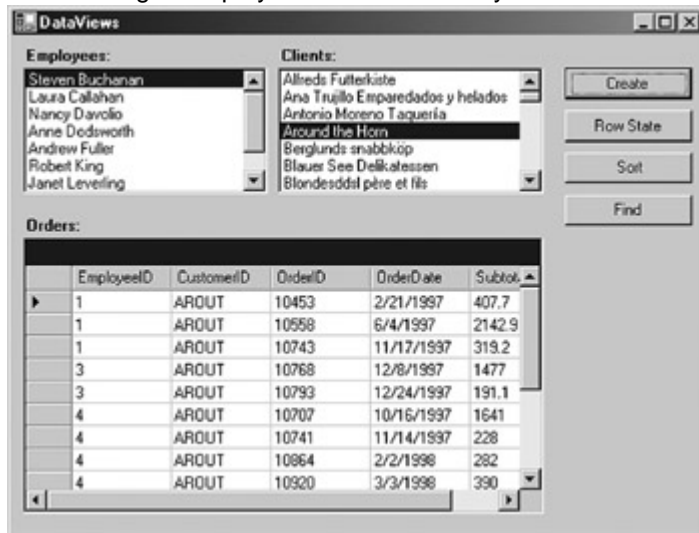 DataViews
Employees:
Steven Buchanan
Laura Callahan
Nancy Davolio
Anne Dodsworth
Andrew Fuller
Robert King
Janet Leverling
Clients:
Alfreds Futterkiste
Ana Trujillo Emparedados y helados
Antonio Moreno Taquería
Around the Horn
Berglunds snabbköp
Blauer See Delikatessen
Blondesddsl père et fils
Create
Row State
Sort
Find
Orders:
EmployeeID CustomerID OrderID OrderDate Subtot
1 AROUT 10453 2/21/1997 407.7
1 AROUT 10558 6/4/1997 2142.9
1 AROUT 10743 11/17/1997 319.2
3 AROUT 10768 12/8/1997 1477
3 AROUT 10793 12/24/1997 191.1
4 AROUT 10707 10/16/1997 1641
4 AROUT 10741 11/14/1997 228
4 AROUT 10864 2/2/1998 282
4 AROUT 10920 3/3/1998 390